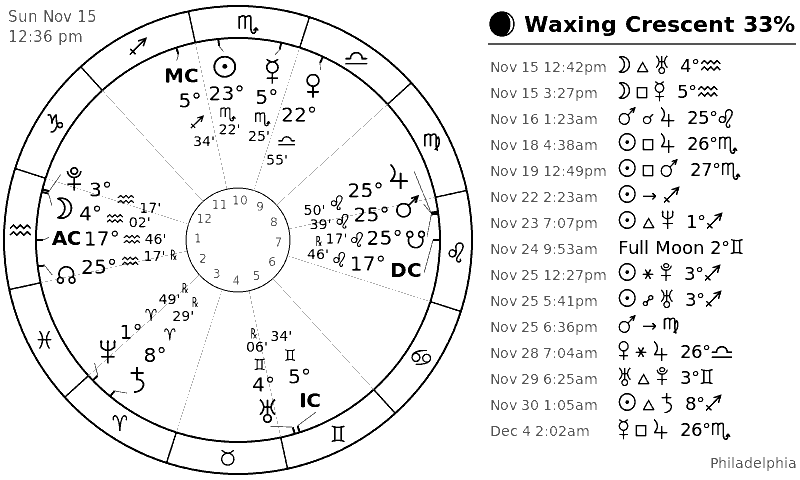 Sun Nov 15
12:36 pm
♏
♎
♍
♌
♋
♊
♉
♈
♓
♒
♑
♐
MC 5° ♐ 34'
☉ 23° ♏ 22'
☿ 5° ♏ 25'
♀ 22° ♎ 55'
♇ 3° ♒ 17'
☽ 4° ♒ 02'
AC 17° ♒ 46'
☊ 25° ♒ 17' ℞
♆ 1° ♈ 49' ℞
♄ 8° ♈ 29' ℞
♅ 4° ♊ 06' ℞
IC 5° ♊ 34'
50' ♌ 25° ♃
39' ♌ 25° ♂
℞ 17' ♌ 25° ☋
46' ♌ 17° DC
1
2
3
4
5
6
7
8
9
10
11
12
Waxing Crescent 33%
Nov 15 12:42pm ☽ △ ♅ 4°♒
Nov 15 3:27pm ☽ □ ☿ 5°♒
Nov 16 1:23am ♂ ☌ ♃ 25°♌
Nov 18 4:38am ☉ □ ♃ 26°♏
Nov 19 12:49pm ☉ □ ♂ 27°♏
Nov 22 2:23am ☉ → ♐
Nov 23 7:07pm ☉ △ ♆ 1°♐
Nov 24 9:53am Full Moon 2°♊
Nov 25 12:27pm ☉ ⚹ ♇ 3°♐
Nov 25 5:41pm ☉ ☍ ♅ 3°♐
Nov 25 6:36pm ♂ → ♍
Nov 28 7:04am ♀ ⚹ ♃ 26°♎
Nov 29 6:25am ♅ △ ♇ 3°♊
Nov 30 1:05am ☉ △ ♄ 8°♐
Dec 4 2:02am ☿ □ ♃ 26°♏
Philadelphia